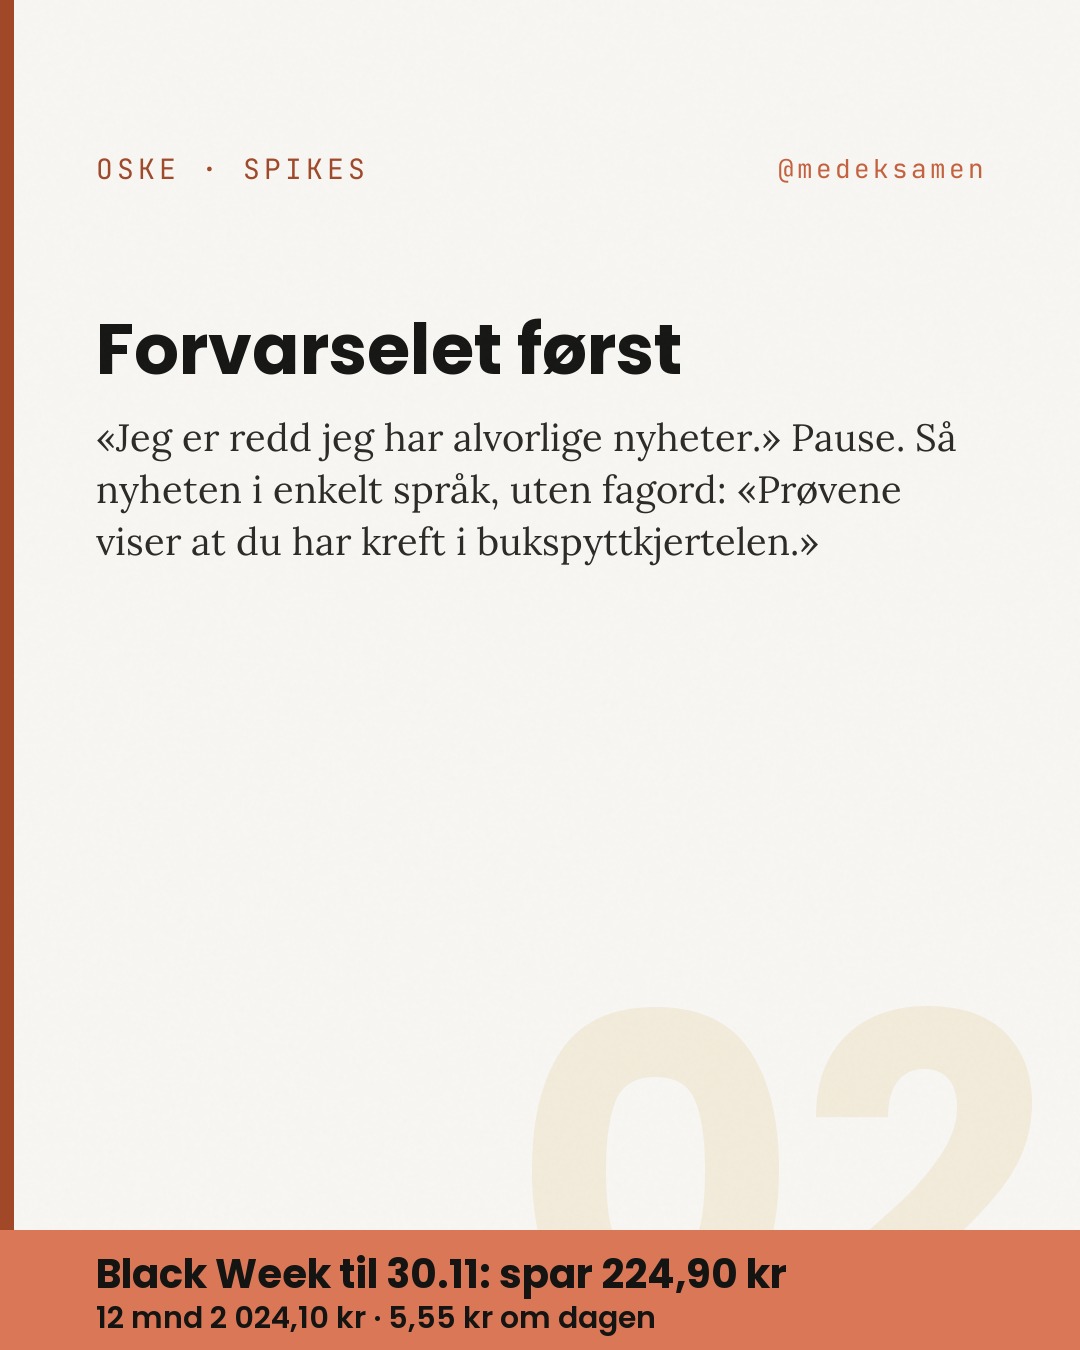 OSKE · SPIKES
@medeksamen
Forvarselet først
«Jeg er redd jeg har alvorlige nyheter.» Pause. Så
nyheten i enkelt språk, uten fagord: «Prøvene
viser at du har kreft i bukspyttkjertelen.»
02
Black Week til 30.11: spar 224,90 kr
12 mnd 2 024,10 kr · 5,55 kr om dagen